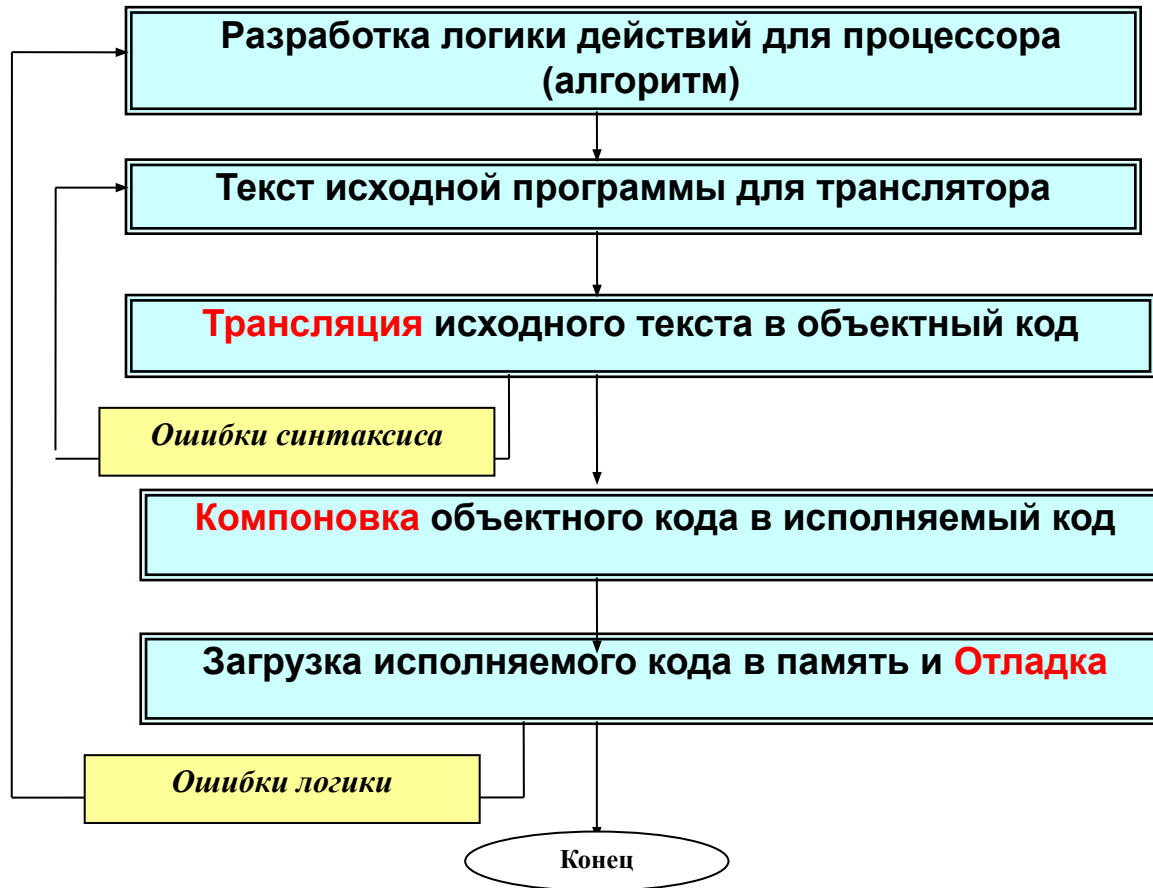 Разработка логики действий для процессора
(алгоритм)
Текст исходной программы для транслятора
Трансляция исходного текста в объектный код
Ошибки синтаксиса
Компоновка объектного кода в исполняемый код
Загрузка исполняемого кода в память и Отладка
Ошибки логики
Конец